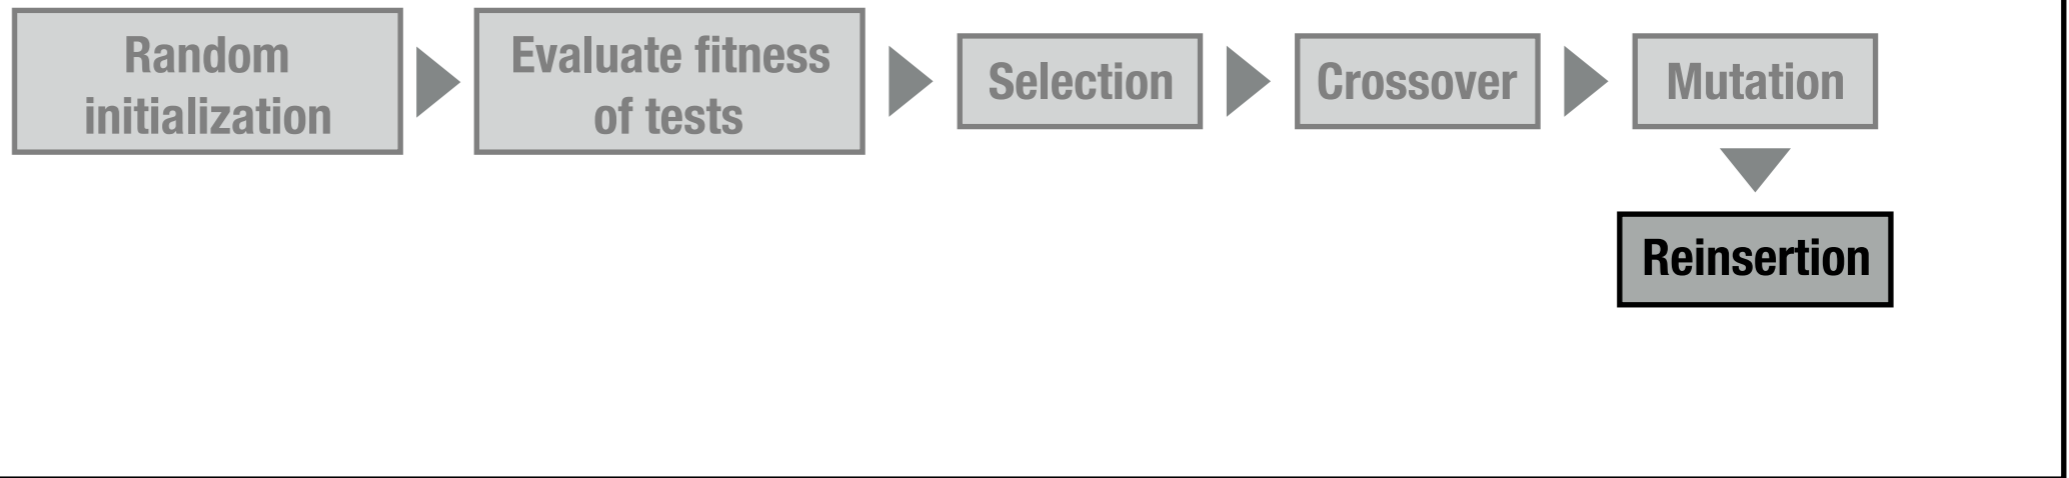 Random
initialization
Evaluate fitness
of tests
Selection
Crossover
Mutation
Reinsertion